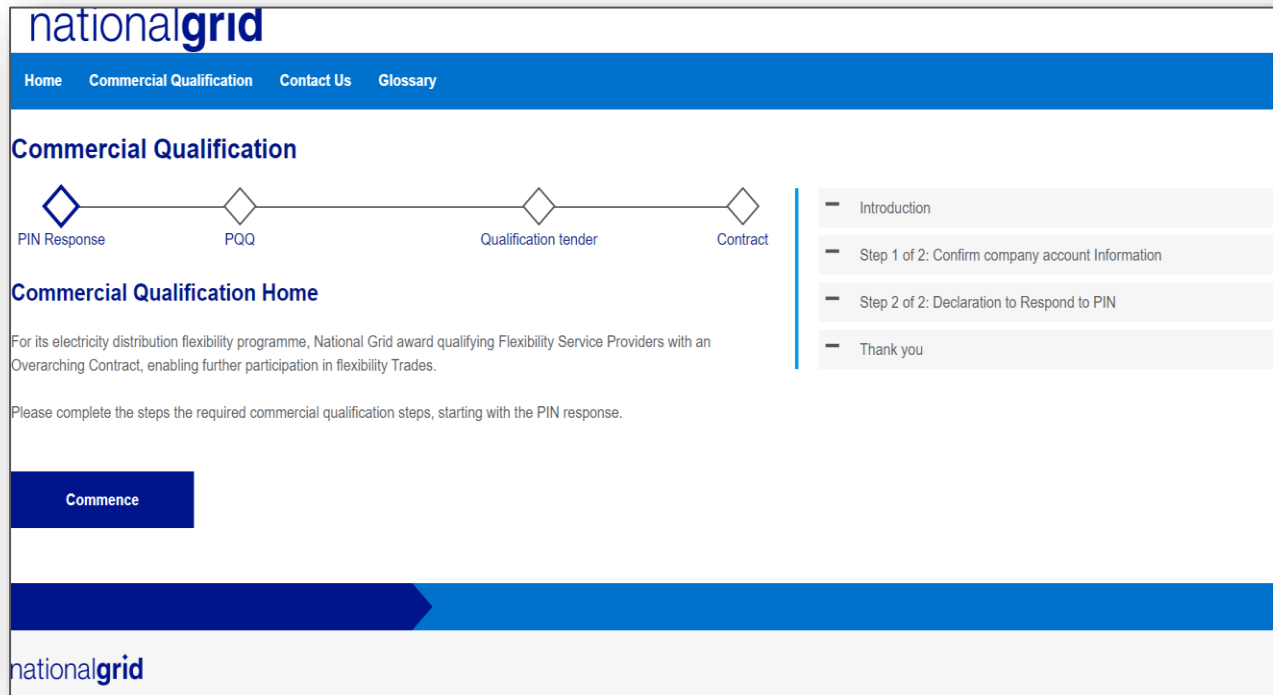 nationalgrid
Home Commercial Qualification Contact Us Glossary
Commercial Qualification
PIN Response PQQ Qualification tender Contract
Commercial Qualification Home
For its electricity distribution flexibility programme, National Grid award qualifying Flexibility Service Providers with an
Overarching Contract, enabling further participation in flexibility Trades.
Please complete the steps the required commercial qualification steps, starting with the PIN response.
Commence
Introduction
Step 1 of 2: Confirm company account Information
Step 2 of 2: Declaration to Respond to PIN
Thank you
nationalgrid